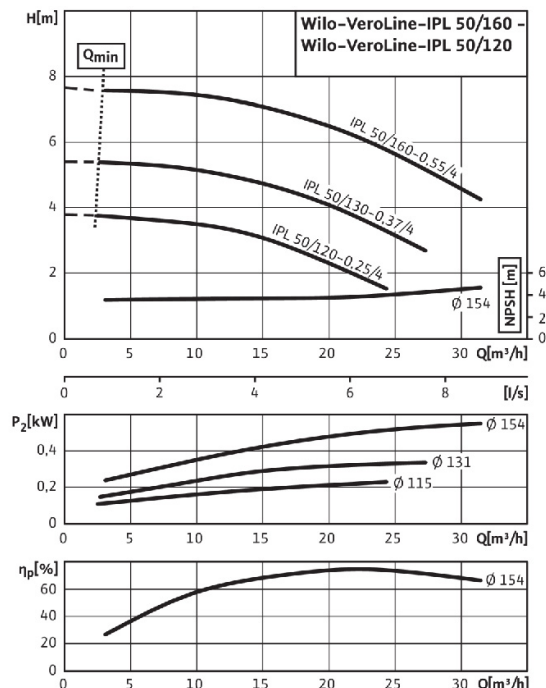 H[m]
Wilo-VeroLine-IPL 50/160 -
Wilo-VeroLine-IPL 50/120
Qmin
8
6
4
2
0
IPL 50/160-0.55/4
IPL 50/130-0.37/4
IPL 50/120-0.25/4
Ø 154
NPSH [m]
6
4
2
0
0 5 10 15 20 25 30 Q[m³/h]
0 2 4 6 8 [l/s]
P₂[kW]
0,4
0,2
0
Ø 154
Ø 131
Ø 115
0 5 10 15 20 25 30 Q[m³/h]
ηp[%]
60
40
20
0
Ø 154
0 5 10 15 20 25 30 Q[m³/h]